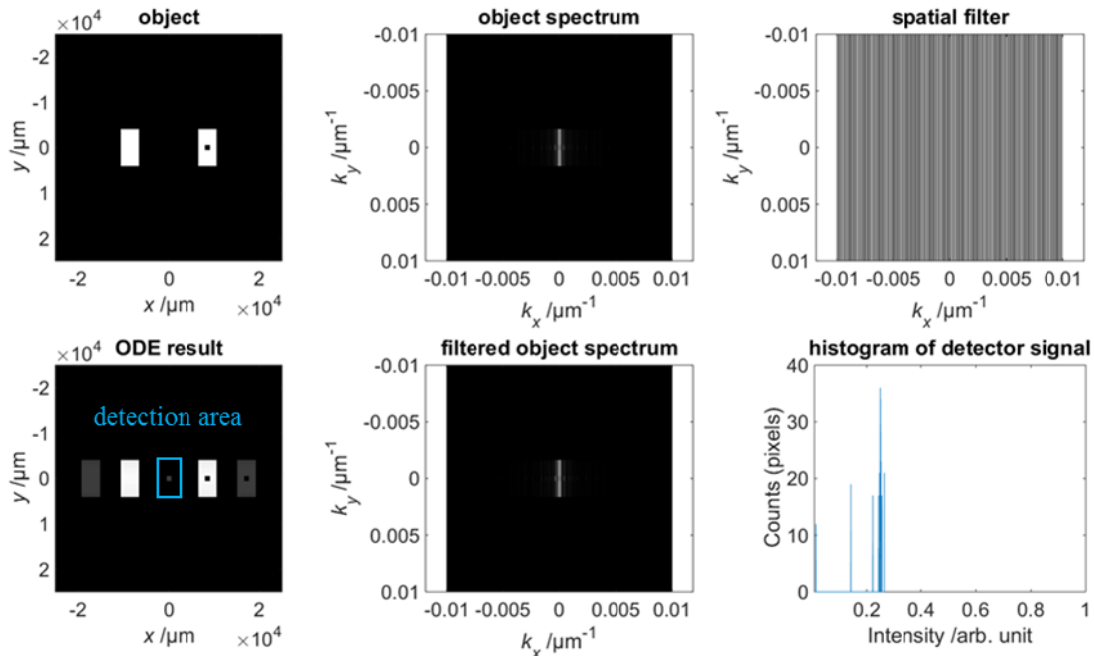 object
×10⁴
-2
-1
0
1
2
y /µm
-2
0
2
x /µm
×10⁴
object spectrum
-0.01
-0.005
0
0.005
0.01
k_y /µm⁻¹
-0.01 -0.005
0
0.005 0.01
k_x /µm⁻¹
spatial filter
-0.01
-0.005
0
0.005
0.01
k_y /µm⁻¹
-0.01 -0.005
0
0.005 0.01
k_x /µm⁻¹
ODE result
×10⁴
-2
-1
0
1
2
y /µm
detection area
-2
0
2
x /µm
×10⁴
filtered object spectrum
-0.01
-0.005
0
0.005
0.01
k_y /µm⁻¹
-0.01 -0.005
0
0.005 0.01
k_x /µm⁻¹
histogram of detector signal
40
30
20
10
0
Counts (pixels)
0.2 0.4 0.6 0.8 1
Intensity /arb. unit